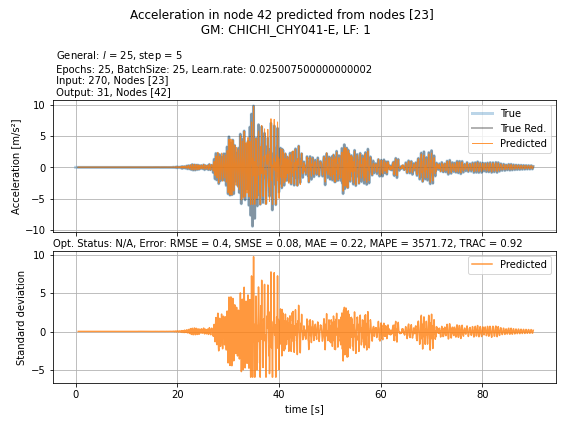 Acceleration in node 42 predicted from nodes [23]
GM: CHICHI_CHY041-E, LF: 1
General: l = 25, step = 5
Epochs: 25, BatchSize: 25, Learn.rate: 0.025007500000000002
Input: 270, Nodes [23]
Output: 31, Nodes [42]
Acceleration [m/s²]
10
5
0
−5
−10
True
True Red.
Predicted
Opt. Status: N/A, Error: RMSE = 0.4, SMSE = 0.08, MAE = 0.22, MAPE = 3571.72, TRAC = 0.92
Standard deviation
10
5
0
−5
Predicted
0 20 40 60 80
time [s]